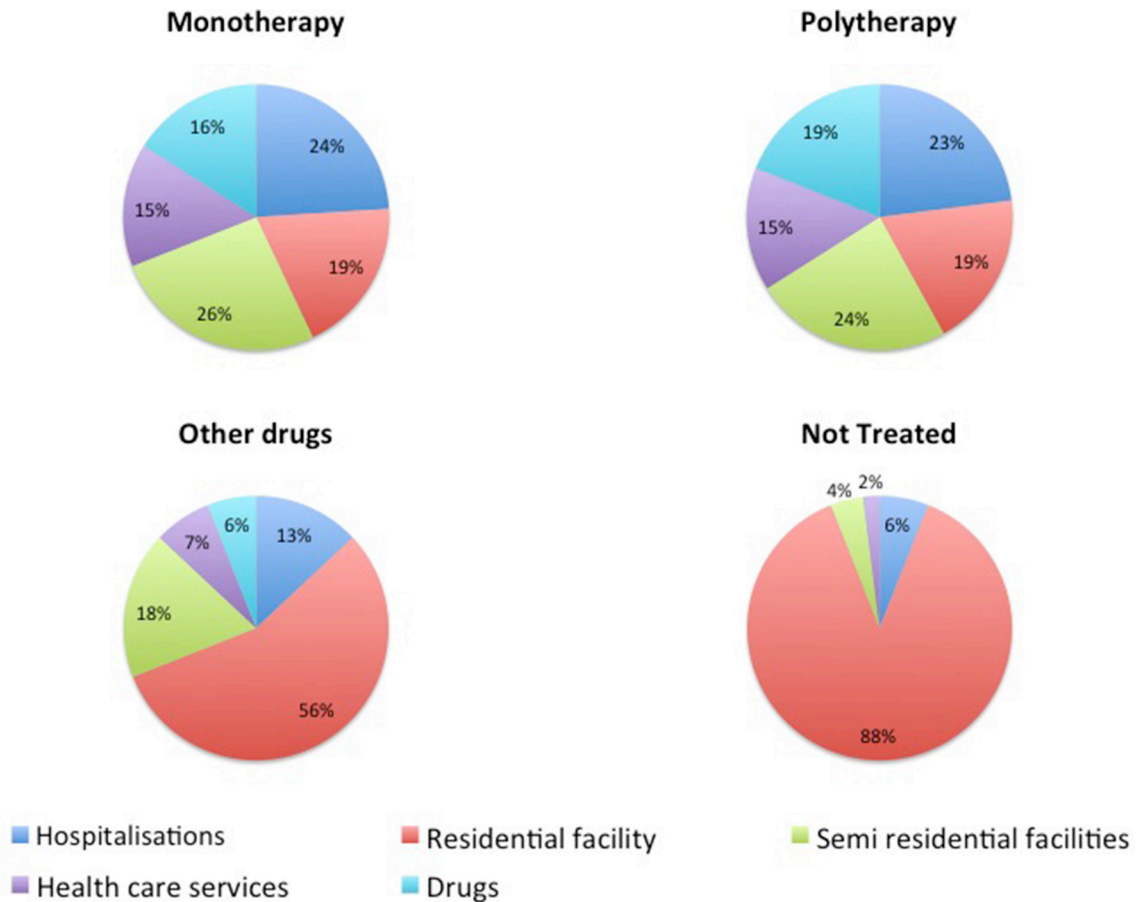 Monotherapy
Polytherapy
16%
24%
15%
19%
26%
19%
23%
15%
19%
24%
Other drugs
Not Treated
6%
13%
7%
18%
56%
4%
2%
6%
88%
Hospitalisations
Residential facility
Semi residential facilities
Health care services
Drugs